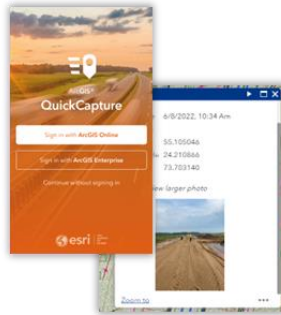 ArcGIS®
QuickCapture
Sign in with ArcGIS Online
Sign in with ArcGIS Enterprise
Continue without signing in
esri
6/8/2022, 10:34 Am
55.105046
24.210866
73.703140
larger photo
Zoom to